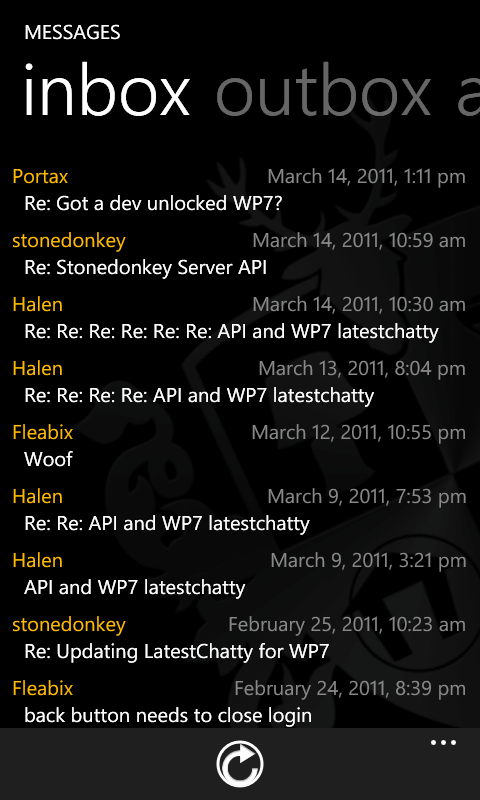 MESSAGES
inbox outbox a
Portax March 14, 2011, 1:11 pm
Re: Got a dev unlocked WP7?
stonedonkey March 14, 2011, 10:59 am
Re: Stonedonkey Server API
Halen March 14, 2011, 10:30 am
Re: Re: Re: Re: Re: Re: API and WP7 latestchatty
Halen March 13, 2011, 8:04 pm
Re: Re: Re: Re: API and WP7 latestchatty
Fleabix March 12, 2011, 10:55 pm
Woof
Halen March 9, 2011, 7:53 pm
Re: Re: API and WP7 latestchatty
Halen March 9, 2011, 3:21 pm
API and WP7 latestchatty
stonedonkey February 25, 2011, 10:23 am
Re: Updating LatestChatty for WP7
Fleabix February 24, 2011, 8:39 pm
back button needs to close login